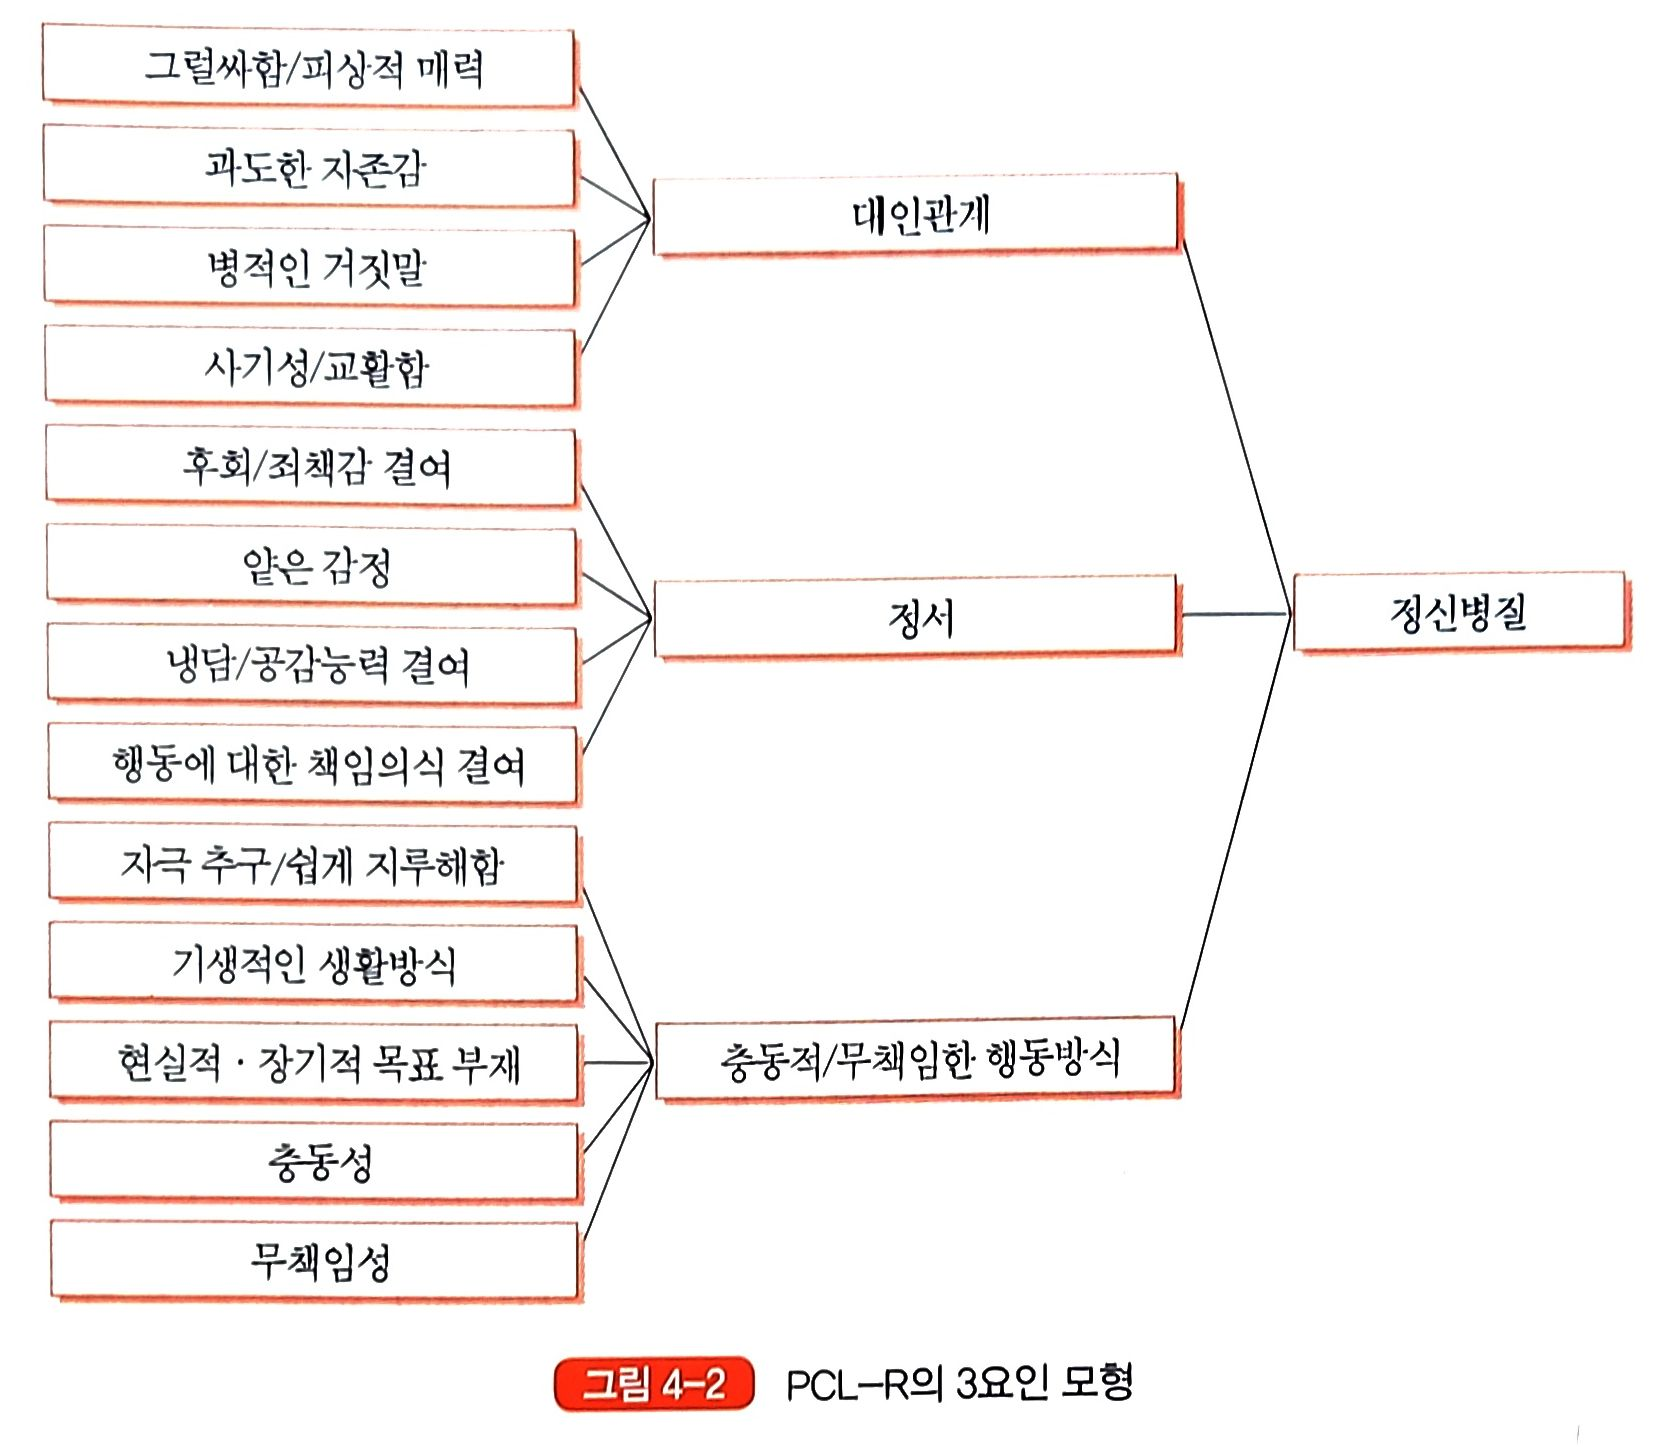 그럴싸함/피상적 매력
과도한 자존감
병적인 거짓말
사기성/교활함
후회/죄책감 결여
얕은 감정
냉담/공감능력 결여
행동에 대한 책임의식 결여
자극 추구/쉽게 지루해함
기생적인 생활방식
현실적·장기적 목표 부재
충동성
무책임성
대인관계
정서
충동적/무책임한 행동방식
정신병질
그림 4-2 PCL-R의 3요인 모형